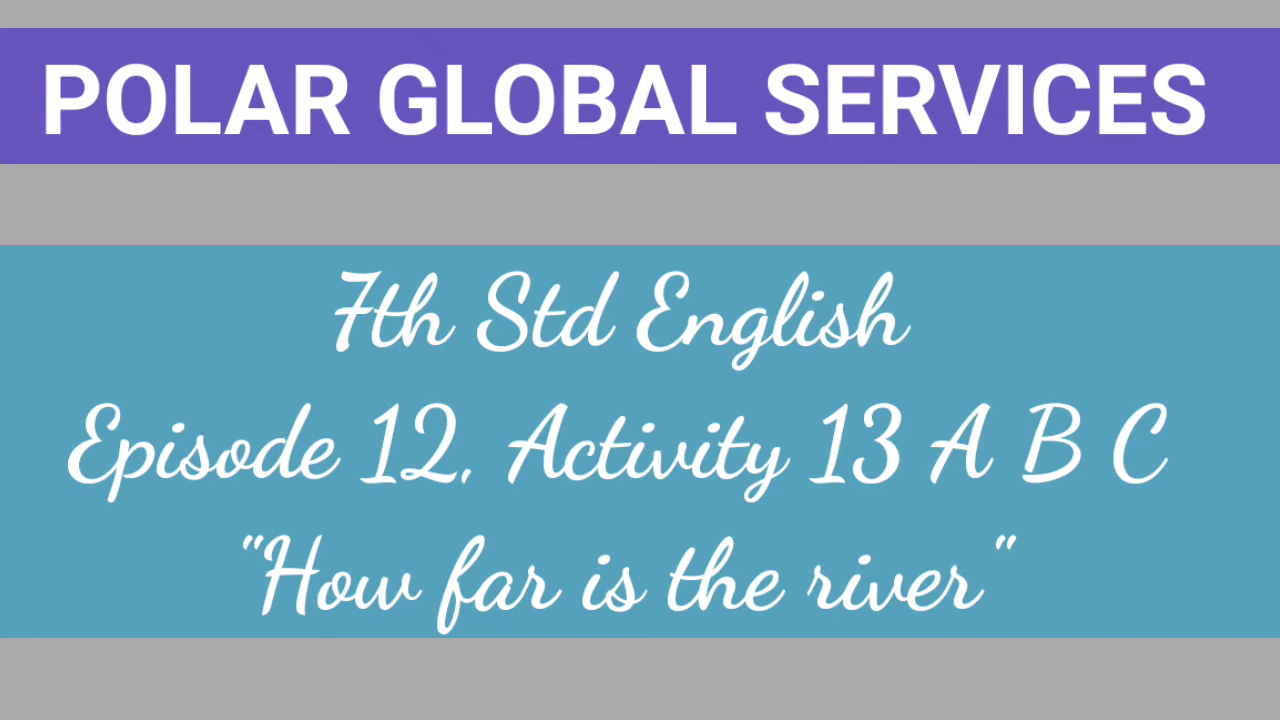 POLAR GLOBAL SERVICES
7th Std English
Episode 12, Activity 13 A B C
"How far is the river"